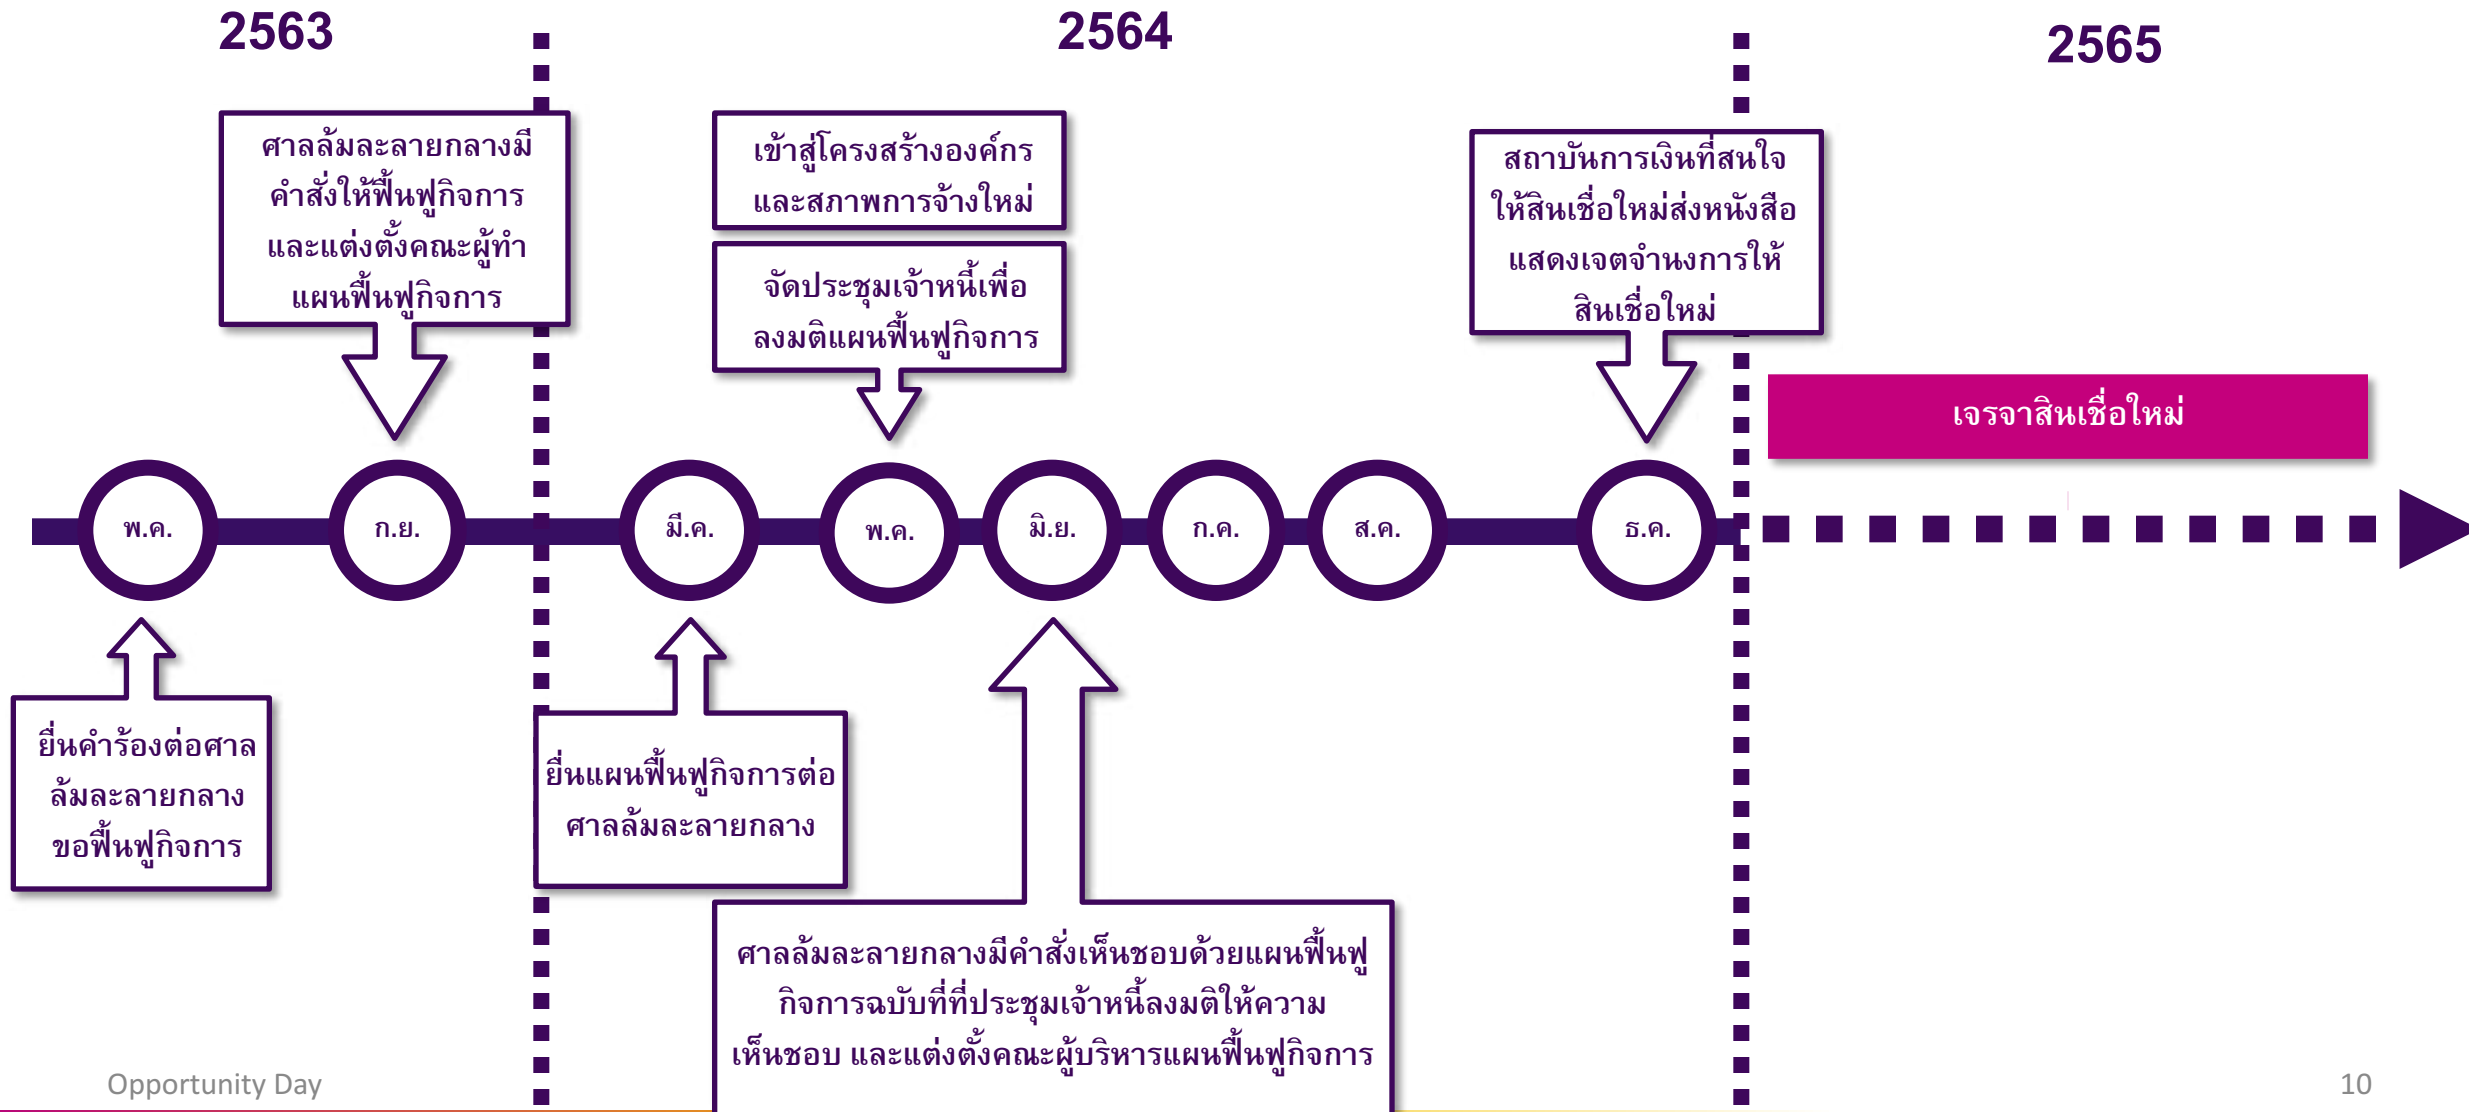 2563
2564
2565
ศาลล้มละลายกลางมี
คำสั่งให้ฟื้นฟูกิจการ
และแต่งตั้งคณะผู้ทำ
แผนฟื้นฟูกิจการ
เข้าสู่โครงสร้างองค์กร
และสภาพการจ้างใหม่
จัดประชุมเจ้าหนี้เพื่อ
ลงมติแผนฟื้นฟูกิจการ
สถาบันการเงินที่สนใจ
ให้สินเชื่อใหม่ส่งหนังสือ
แสดงเจตจำนงการให้
สินเชื่อใหม่
เจรจาสินเชื่อใหม่
พ.ค.
ก.ย.
มี.ค.
พ.ค.
มิ.ย.
ก.ค.
ส.ค.
ธ.ค.
ยื่นคำร้องต่อศาล
ล้มละลายกลาง
ขอฟื้นฟูกิจการ
ยื่นแผนฟื้นฟูกิจการต่อ
ศาลล้มละลายกลาง
ศาลล้มละลายกลางมีคำสั่งเห็นชอบด้วยแผนฟื้นฟู
กิจการฉบับที่ที่ประชุมเจ้าหนี้ลงมติให้ความ
เห็นชอบ และแต่งตั้งคณะผู้บริหารแผนฟื้นฟูกิจการ
Opportunity Day
10